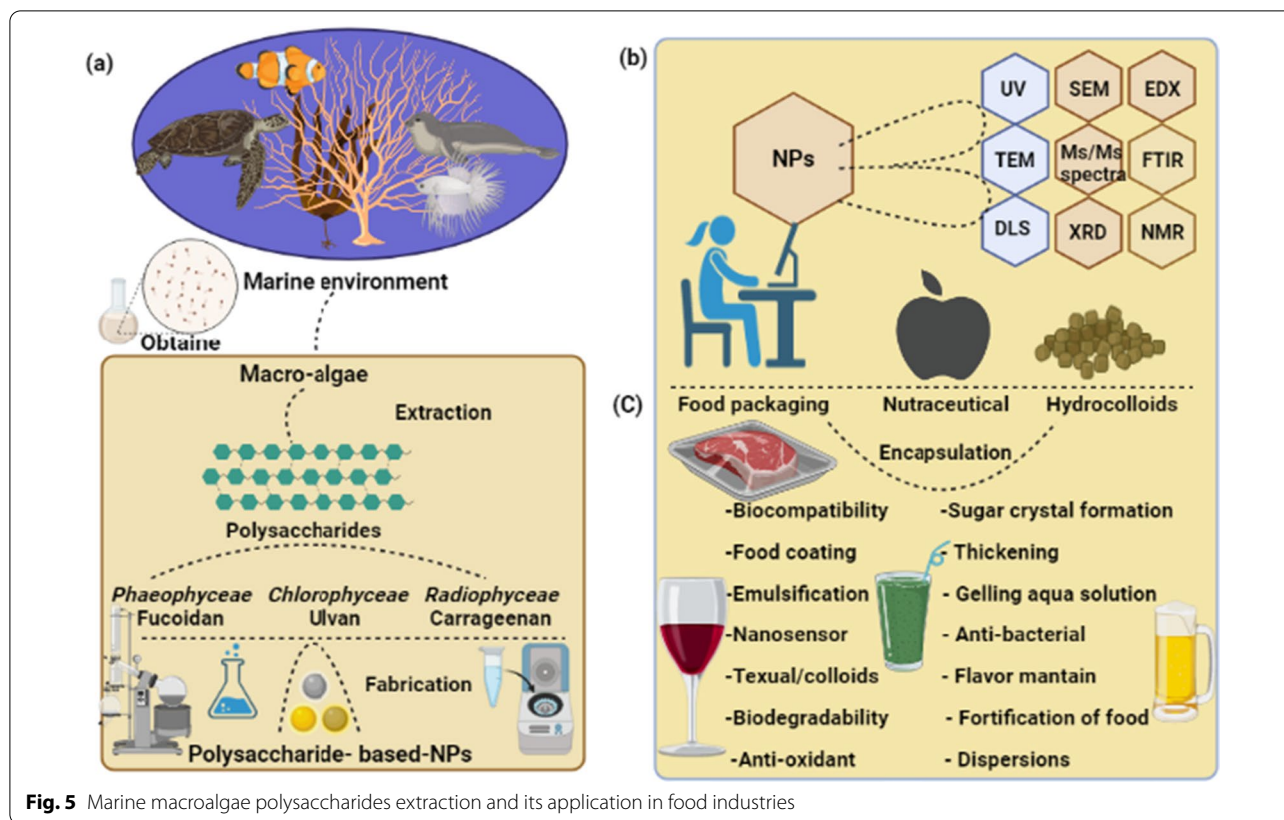 (a)
Marine environment
Obtaine
Macro-algae
Extraction
Polysaccharides
Phaeophyceae Chlorophyceae Radiophyceae
Fucoidan Ulvan Carrageenan
Fabrication
Polysaccharide- based-NPs
(b)
NPs
UV SEM EDX
TEM Ms/Ms spectra FTIR
DLS XRD NMR
(C)
Food packaging Nutraceutical Hydrocolloids
Encapsulation
-Biocompatibility -Sugar crystal formation
-Food coating - Thickening
-Emulsification - Gelling aqua solution
-Nanosensor - Anti-bacterial
-Texual/colloids - Flavor mantain
-Biodegradability - Fortification of food
-Anti-oxidant - Dispersions
Fig. 5 Marine macroalgae polysaccharides extraction and its application in food industries